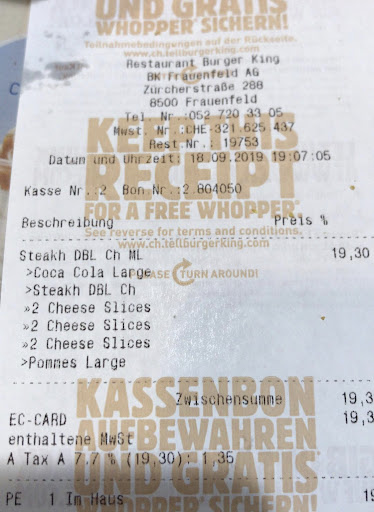 UND GRATIS
WHOPPER® SICHERN!
Teilnahmebedingungen auf der Rückseite.
www.ch.tellburgerking.com
Restaurant Burger King
BK Frauenfeld AG
Zürcherstraße 288
8500 Frauenfeld
Tel. Nr.:052 720 33 05
Mwst. Nr.:CHE-321.625.437
Rest.Nr.: 19753
Datum und Uhrzeit: 18.09.2019 19:07:05
KEEP THIS
RECEIPT
Kasse Nr.:2 Bon Nr.:2.804050
FOR A FREE WHOPPER®
Beschreibung Preis %
See reverse for terms and conditions.
www.ch.tellburgerking.com
Steakh DBL Ch ML 19,30
>Coca Cola Large
PLEASE TURN AROUND!
>Steakh DBL Ch
»2 Cheese Slices
»2 Cheese Slices
»2 Cheese Slices
>Pommes Large
KASSENBON
Zwischensumme 19,3
EC-CARD 19,3
AUFBEWAHREN
enthaltene MwSt
A Tax A 7.7 % (19,30): 1,35
UND GRATIS
PE 1 Im Haus 19
WHOPPER® SICHERN!